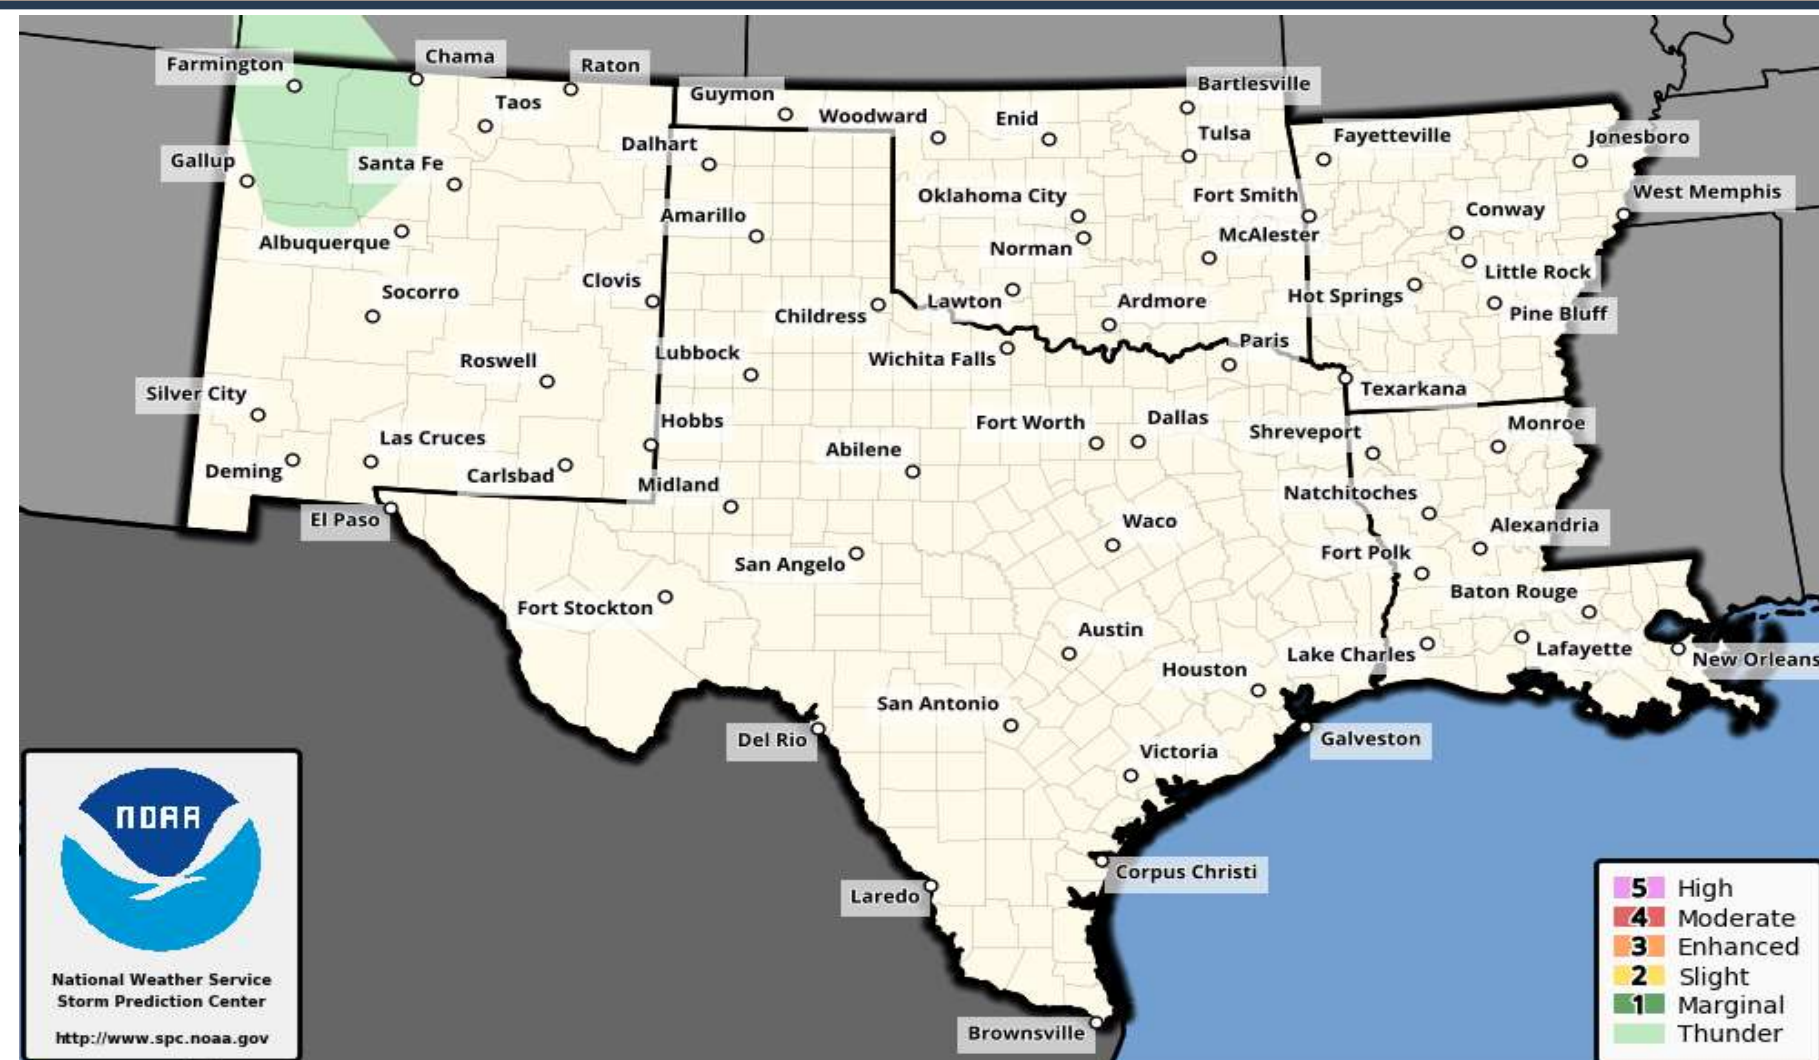 Farmington
Chama
Raton
Taos
Guymon
Woodward
Enid
Bartlesville
Tulsa
Fayetteville
Jonesboro
Gallup
Santa Fe
Dalhart
Oklahoma City
Fort Smith
West Memphis
Albuquerque
Amarillo
Norman
McAlester
Conway
Socorro
Clovis
Childress
Lawton
Ardmore
Hot Springs
Little Rock
Pine Bluff
Roswell
Lubbock
Wichita Falls
Paris
Texarkana
Silver City
Hobbs
Fort Worth
Dallas
Shreveport
Monroe
Las Cruces
Abilene
Deming
Carlsbad
Midland
Natchitoches
El Paso
Waco
Alexandria
San Angelo
Fort Polk
Fort Stockton
Baton Rouge
Austin
Houston
Lake Charles
Lafayette
New Orleans
San Antonio
Del Rio
Victoria
Galveston
Corpus Christi
Laredo
Brownsville
NOAA
National Weather Service
Storm Prediction Center
http://www.spc.noaa.gov
5 High
4 Moderate
3 Enhanced
2 Slight
1 Marginal
Thunder